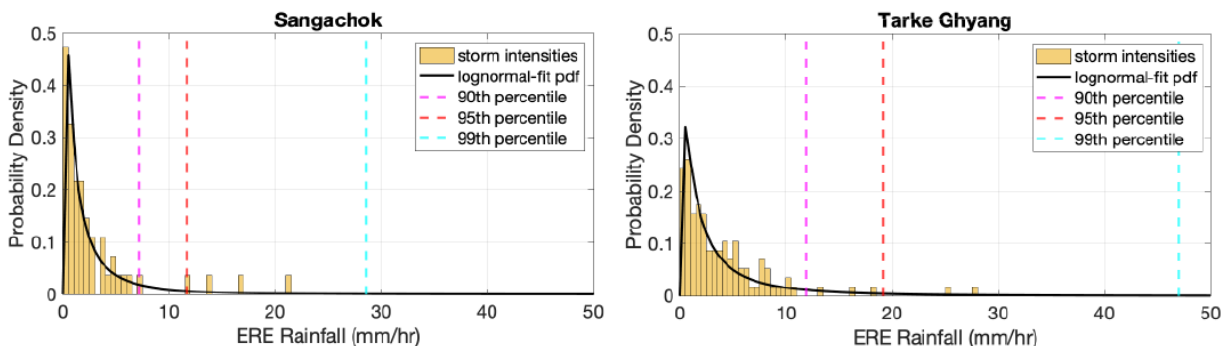 Sangachok
0.5
0.4
0.3
0.2
0.1
0
Probability Density
storm intensities
lognormal-fit pdf
90th percentile
95th percentile
99th percentile
0 10 20 30 40 50
ERE Rainfall (mm/hr)
Tarke Ghyang
0.5
0.4
0.3
0.2
0.1
0
Probability Density
storm intensities
lognormal-fit pdf
90th percentile
95th percentile
99th percentile
0 10 20 30 40 50
ERE Rainfall (mm/hr)